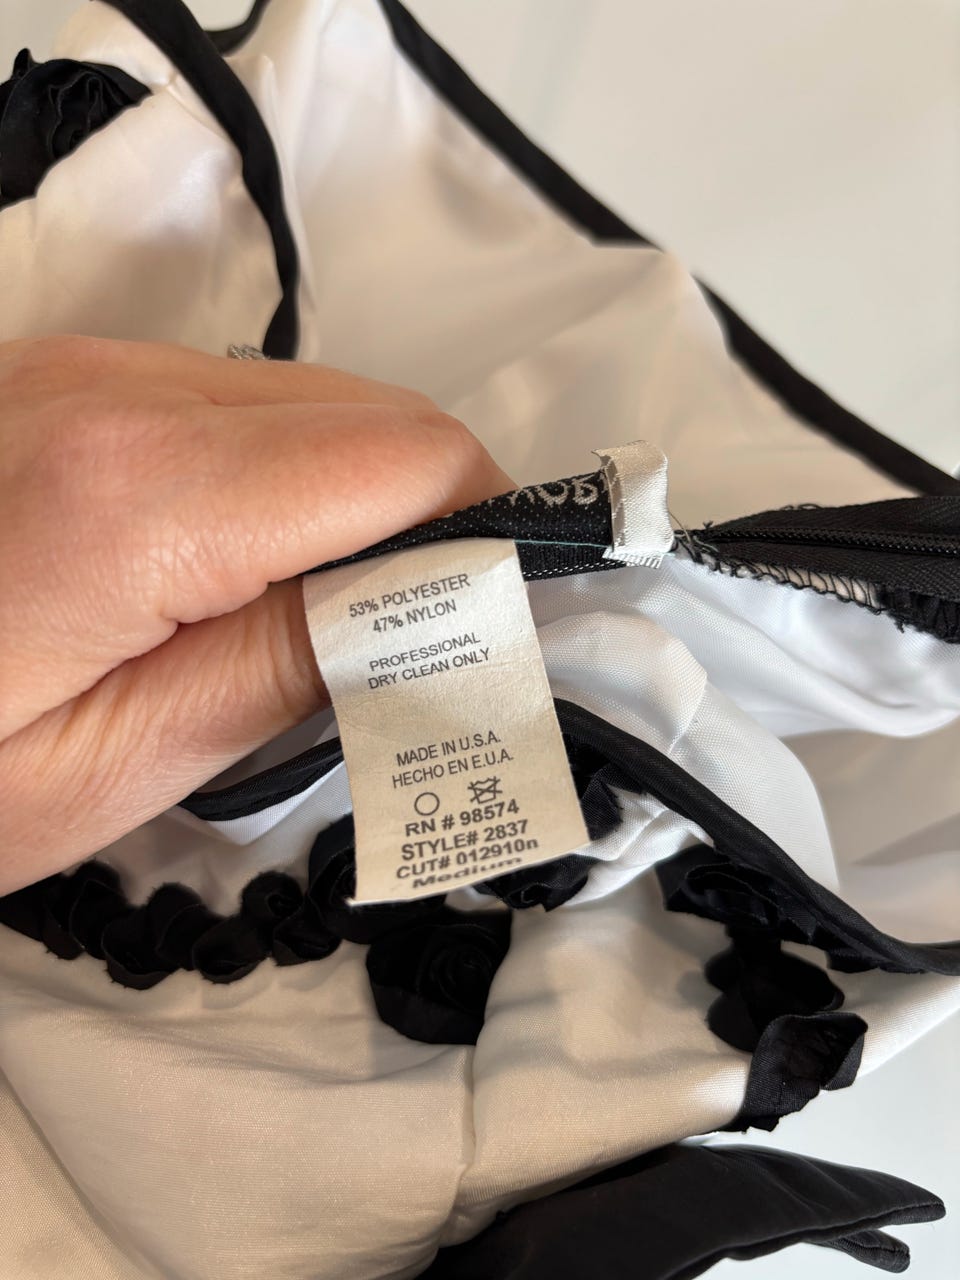 53% POLYESTER
47% NYLON
PROFESSIONAL
DRY CLEAN ONLY
MADE IN U.S.A.
HECHO EN E.U.A.
RN # 98574
STYLE# 2837
CUT# 012910n
Medium